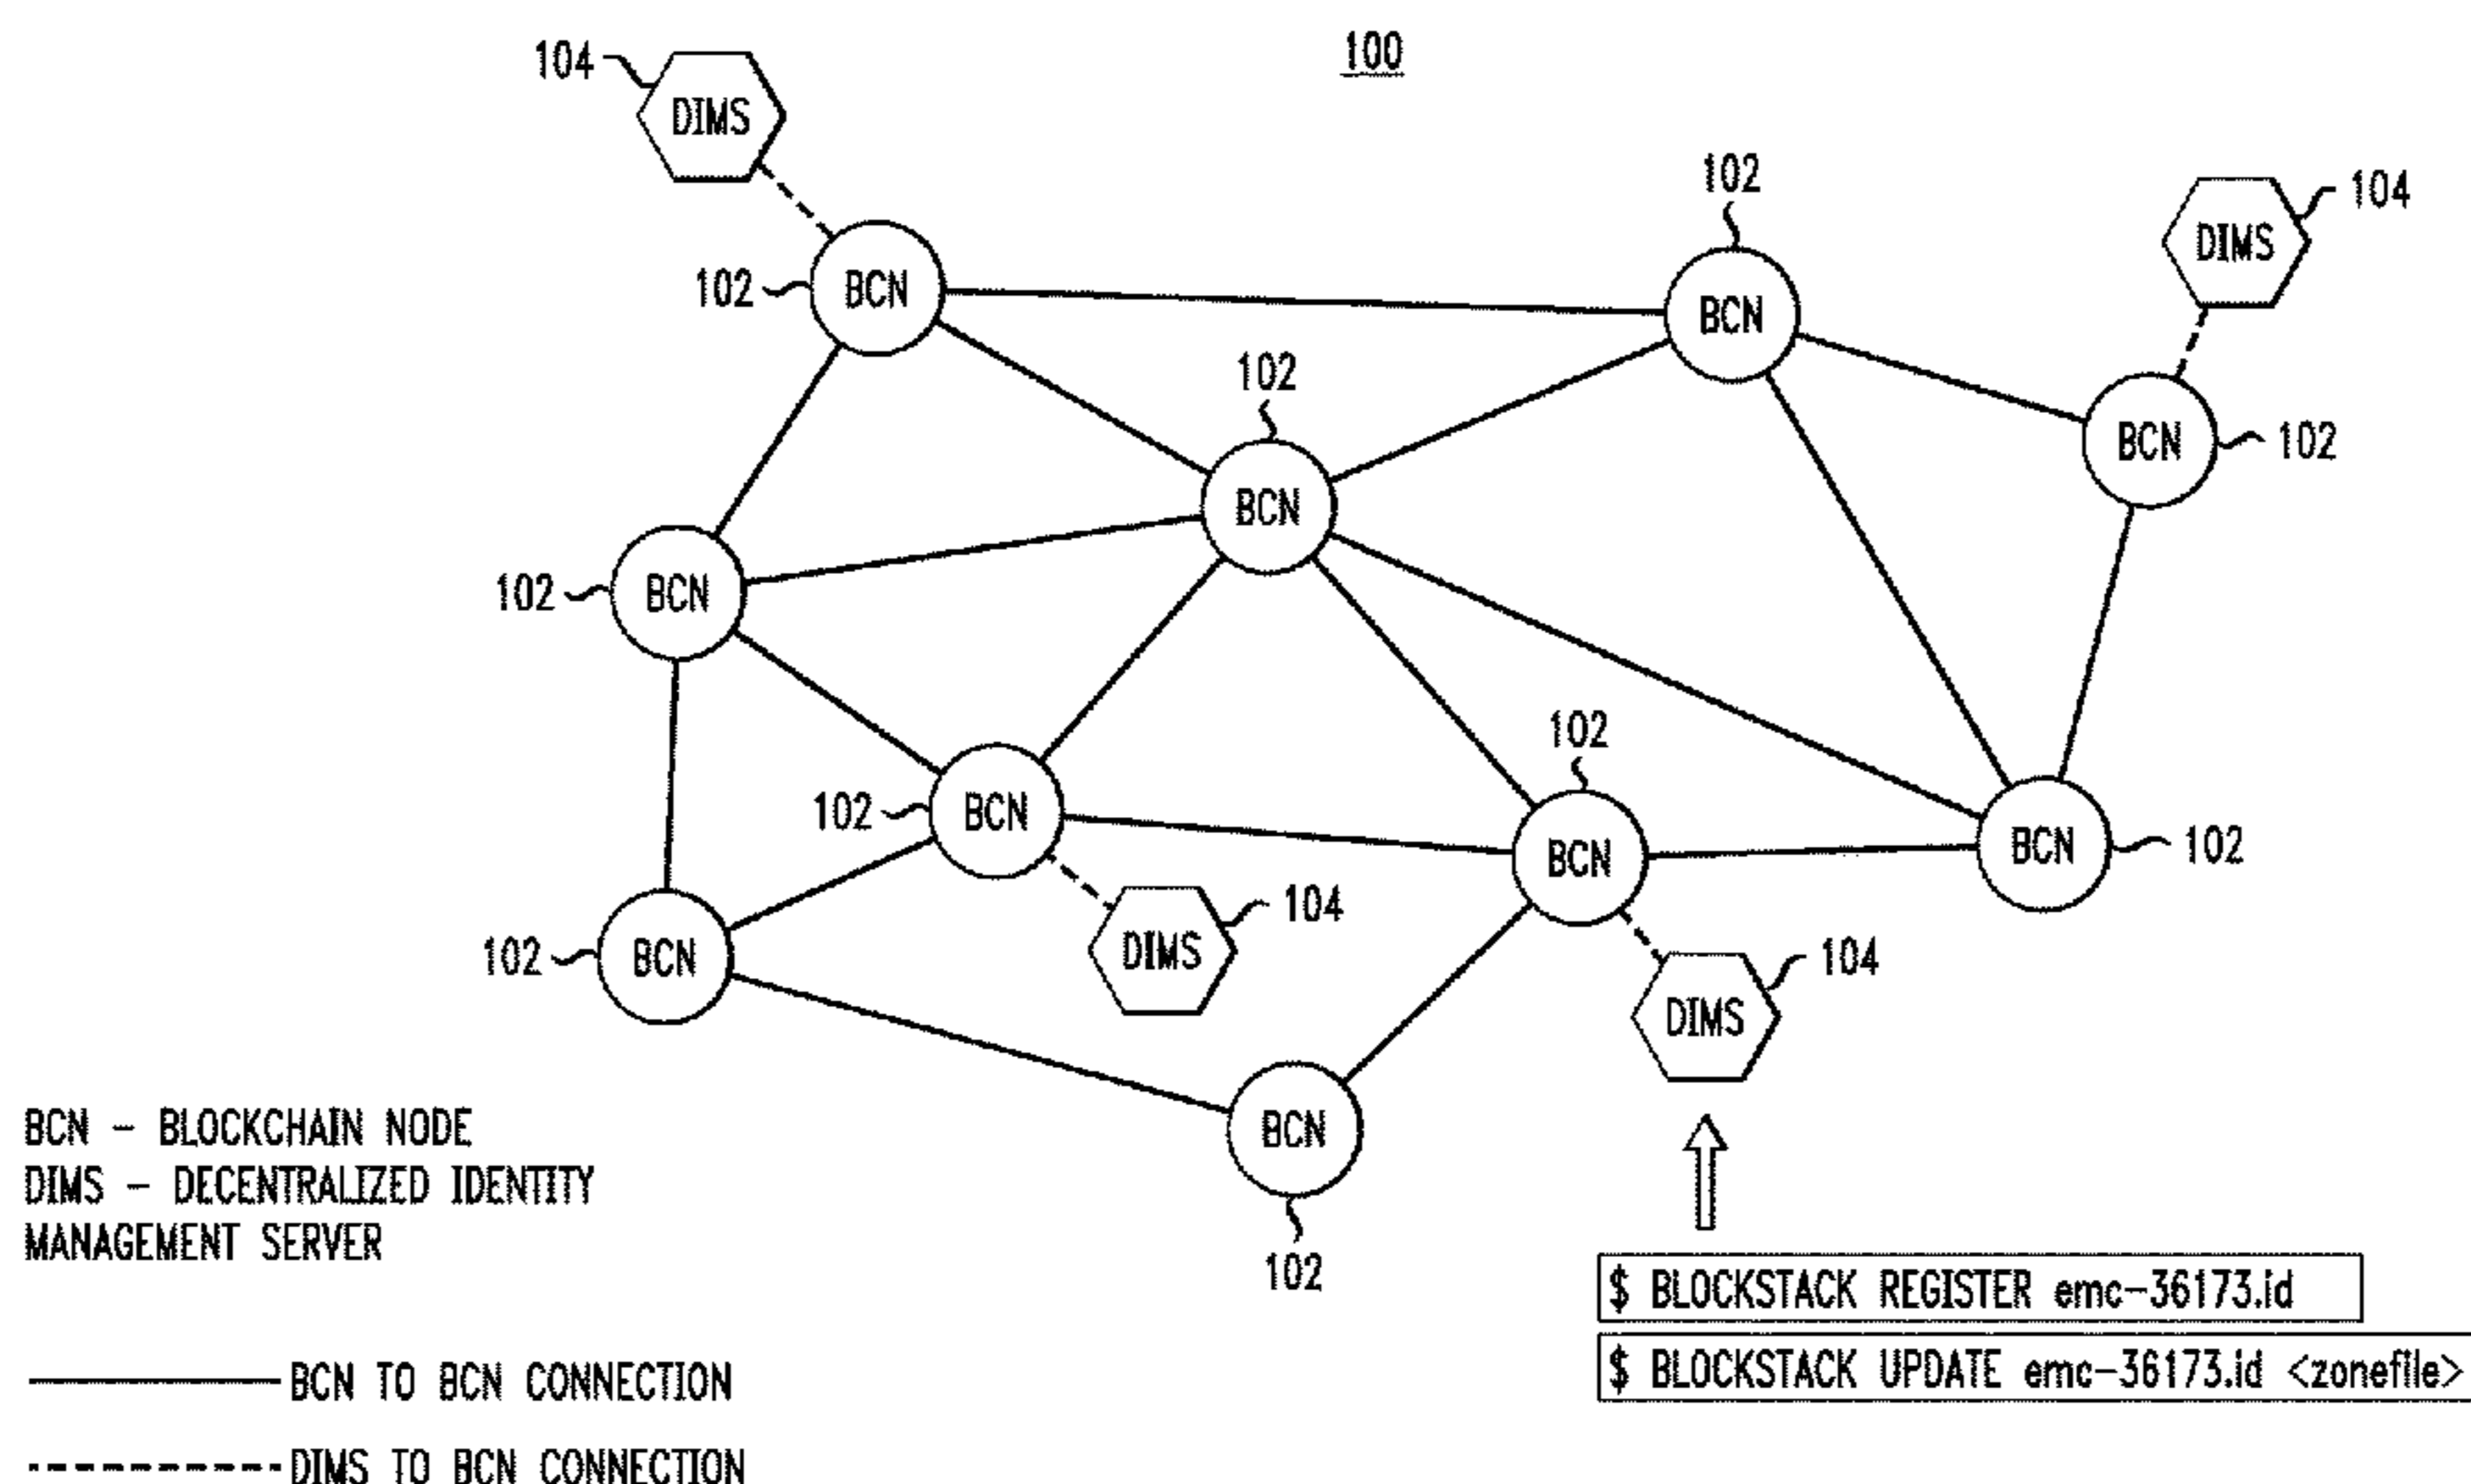 100
104
DIMS
102
BCN
102
BCN
104
DIMS
102
BCN
102
BCN
102
BCN
102
BCN
102
BCN
102
BCN
102
BCN
104
DIMS
104
DIMS
102
BCN
BCN
102
BCN – BLOCKCHAIN NODE
DIMS – DECENTRALIZED IDENTITY
MANAGEMENT SERVER
BCN TO BCN CONNECTION
DIMS TO BCN CONNECTION
$ BLOCKSTACK REGISTER emc-36173.id
$ BLOCKSTACK UPDATE emc-36173.id <zonefile>